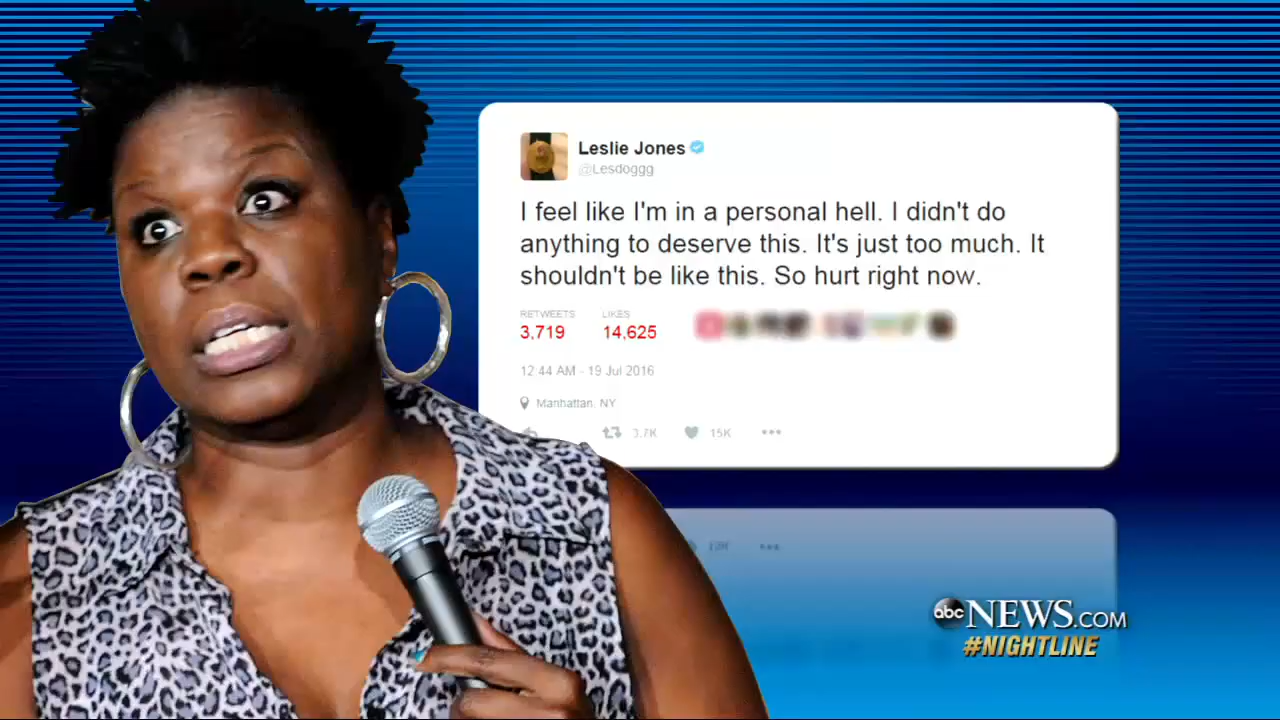 Leslie Jones
@Lesdoggg
I feel like I'm in a personal hell. I didn't do
anything to deserve this. It's just too much. It
shouldn't be like this. So hurt right now.
RETWEETS LIKES
3,719 14,625
12:44 AM - 19 Jul 2016
Manhattan, NY
3.7K 15K
12K
abc NEWS.COM
#NIGHTLINE